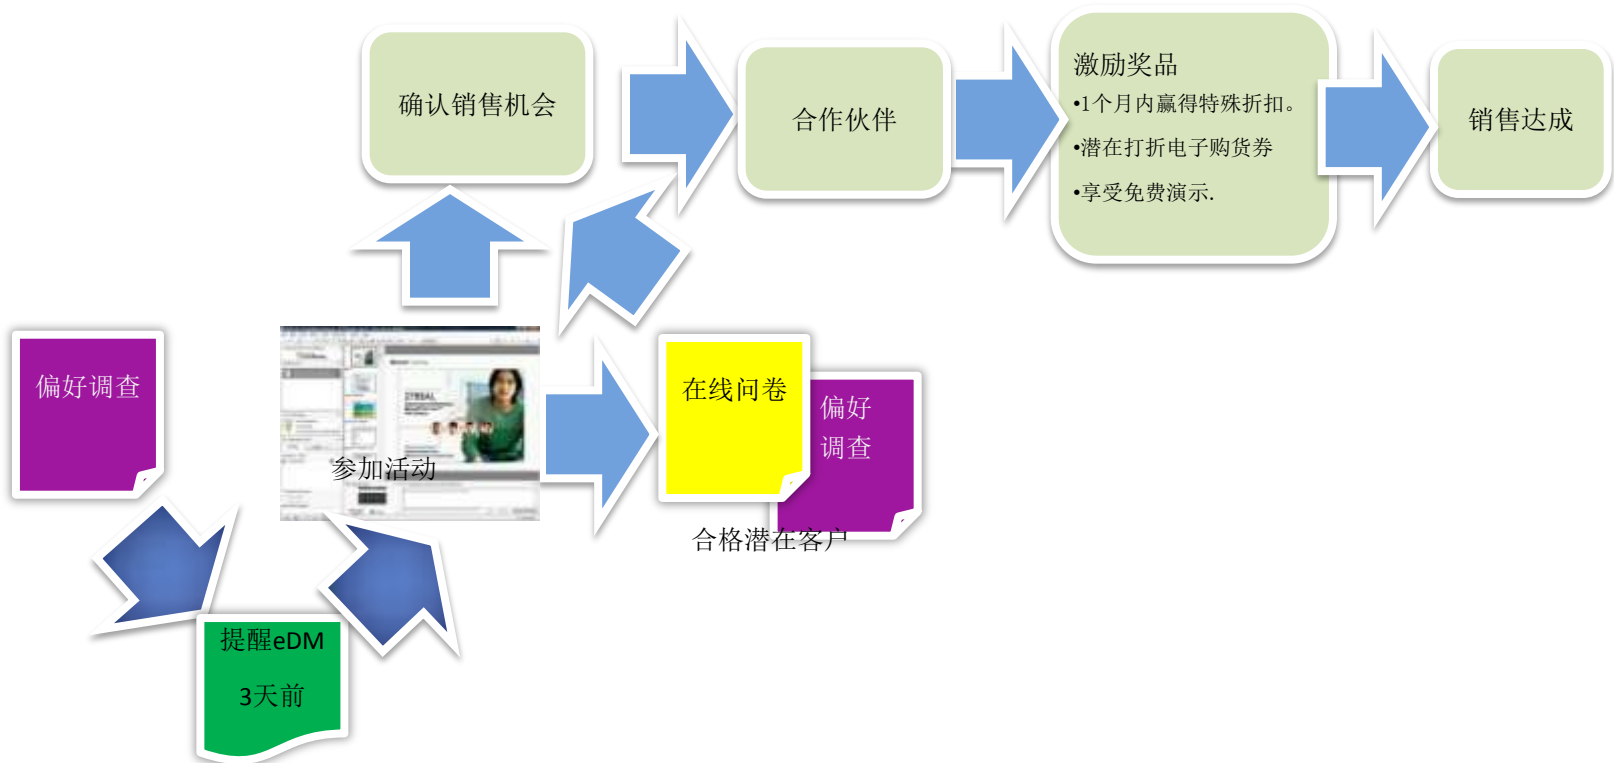 确认销售机会
合作伙伴
激励奖品
•1个月内赢得特殊折扣。
•潜在打折电子购货券
•享受免费演示.
销售达成
偏好调查
参加活动
在线问卷
偏好
调查
合格潜在客户
提醒eDM
3天前